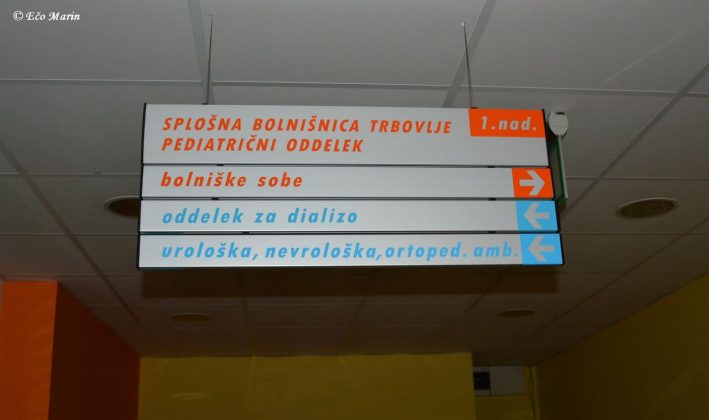 © Ečo Marin
SPLOŠNA BOLNIŠNICA TRBOVLJE
1.nad.
PEDIATRIČNI ODDELEK
bolniške sobe
oddelek za dializo
urološka, nevrološka, ortoped. amb.